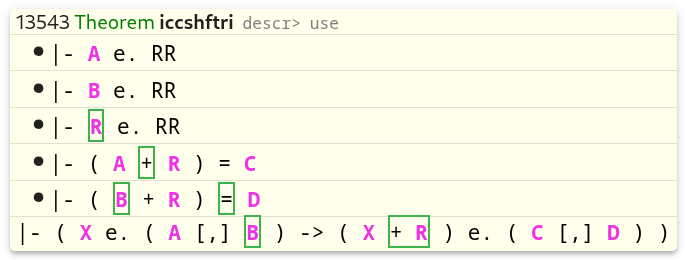 13543 Theorem iccshftri descr> use
• |- A e. RR
• |- B e. RR
• |- R e. RR
• |- ( A + R ) = C
• |- ( B + R ) = D
|- ( X e. ( A [,] B ) -> ( X + R ) e. ( C [,] D ) )